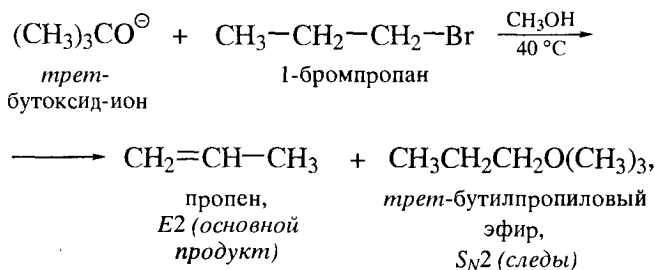 (CH₃)₃CO⊖ + CH₃—CH₂—CH₂—Br CH₃OH 40 °C
трет-бутоксид-ион
1-бромпропан
CH₂=CH—CH₃ + CH₃CH₂CH₂O(CH₃)₃,
пропен,
E2 (основной
продукт)
трет-бутилпропиловый
эфир,
S_N2 (следы)